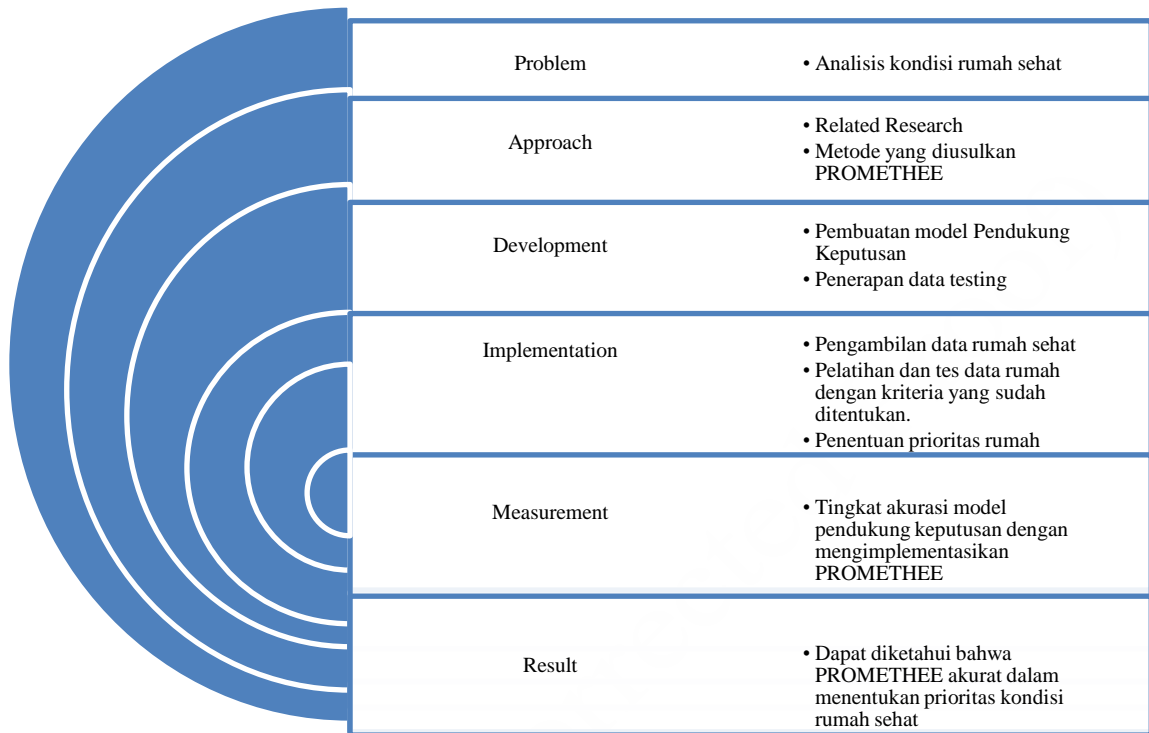 Problem
• Analisis kondisi rumah sehat
Approach
• Related Research
• Metode yang diusulkan
PROMETHEE
Development
• Pembuatan model Pendukung
Keputusan
• Penerapan data testing
Implementation
• Pengambilan data rumah sehat
• Pelatihan dan tes data rumah
dengan kriteria yang sudah
ditentukan.
• Penentuan prioritas rumah
Measurement
• Tingkat akurasi model
pendukung keputusan dengan
mengimplementasikan
PROMETHEE
Result
• Dapat diketahui bahwa
PROMETHEE akurat dalam
menentukan prioritas kondisi
rumah sehat